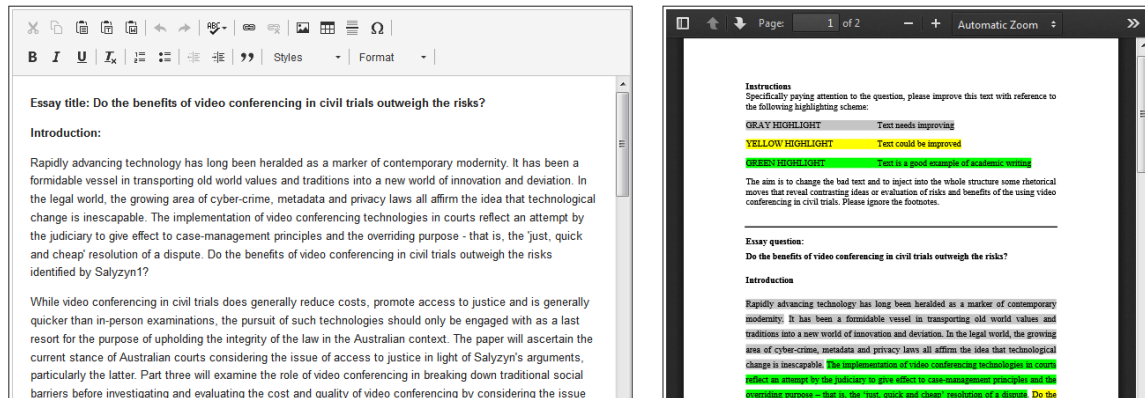 Styles
Format
Essay title: Do the benefits of video conferencing in civil trials outweigh the risks?
Introduction:
Rapidly advancing technology has long been heralded as a marker of contemporary modernity. It has been a
formidable vessel in transporting old world values and traditions into a new world of innovation and deviation. In
the legal world, the growing area of cyber-crime, metadata and privacy laws all affirm the idea that technological
change is inescapable. The implementation of video conferencing technologies in courts reflect an attempt by
the judiciary to give effect to case-management principles and the overriding purpose - that is, the 'just, quick
and cheap' resolution of a dispute. Do the benefits of video conferencing in civil trials outweigh the risks
identified by Salyzyn1?
While video conferencing in civil trials does generally reduce costs, promote access to justice and is generally
quicker than in-person examinations, the pursuit of such technologies should only be engaged with as a last
resort for the purpose of upholding the integrity of the law in the Australian context. The paper will ascertain the
current stance of Australian courts considering the issue of access to justice in light of Salyzyn's arguments,
particularly the latter. Part three will examine the role of video conferencing in breaking down traditional social
barriers before investigating and evaluating the cost and quality of video conferencing by considering the issue
Page: 1 of 2 Automatic Zoom
Instructions
Specifically paying attention to the question, please improve this text with reference to
the following highlighting scheme:
GRAY HIGHLIGHT Text needs improving
YELLOW HIGHLIGHT Text could be improved
GREEN HIGHLIGHT Text is a good example of academic writing
The aim is to change the bad text and to inject into the whole structure some rhetorical
moves that reveal contrasting ideas or evaluation of risks and benefits of the using video
conferencing in civil trials. Please ignore the footnotes.
Essay question:
Do the benefits of video conferencing in civil trials outweigh the risks?
Introduction
Rapidly advancing technology has long been heralded as a marker of contemporary
modernity. It has been a formidable vessel in transporting old world values and
traditions into a new world of innovation and deviation. In the legal world, the growing
area of cyber-crime, metadata and privacy laws all affirm the idea that technological
change is inescapable. The implementation of video conferencing technologies in courts
reflect an attempt by the judiciary to give effect to case-management principles and the
overriding purpose – that is, the 'just, quick and cheap' resolution of a dispute. Do the